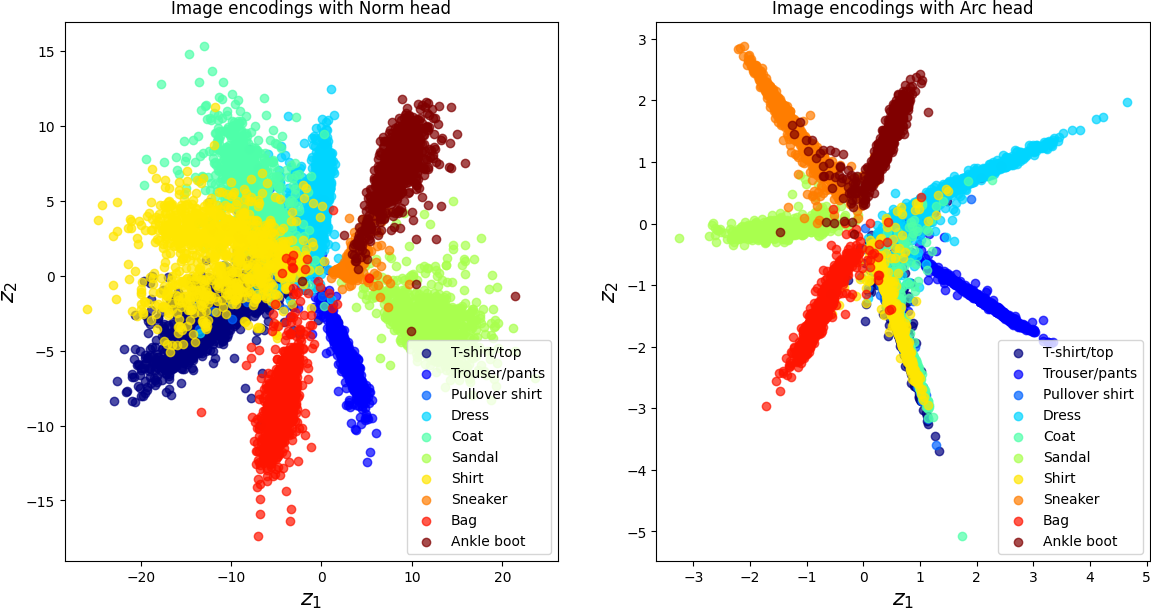 Image encodings with Norm head
15
10
5
0
−5
−10
−15
z2
−20
−10
0
10
20
z1
T-shirt/top
Trouser/pants
Pullover shirt
Dress
Coat
Sandal
Shirt
Sneaker
Bag
Ankle boot
Image encodings with Arc head
3
2
1
0
−1
−2
−3
−4
−5
z2
−3
−2
−1
0
1
2
3
4
5
z1
T-shirt/top
Trouser/pants
Pullover shirt
Dress
Coat
Sandal
Shirt
Sneaker
Bag
Ankle boot